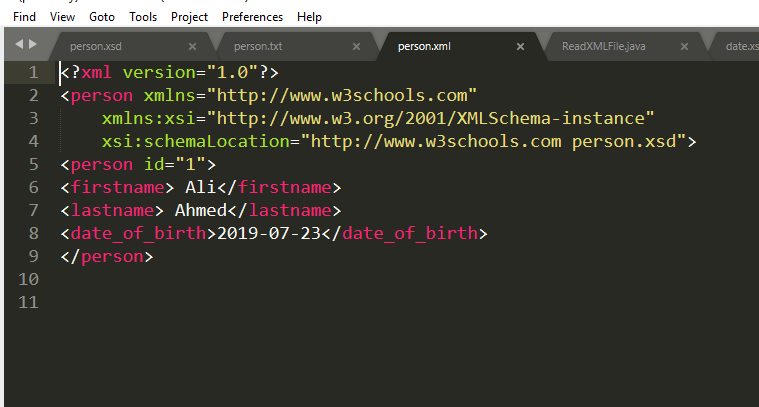 Find View Goto Tools Project Preferences Help
person.xsd person.txt person.xml ReadXMLFile.java date.xs
1 <?xml version="1.0"?>
2 <person xmlns="http://www.w3schools.com"
3 xmlns:xsi="http://www.w3.org/2001/XMLSchema-instance"
4 xsi:schemaLocation="http://www.w3schools.com person.xsd">
5 <person id="1">
6 <firstname> Ali</firstname>
7 <lastname> Ahmed</lastname>
8 <date_of_birth>2019-07-23</date_of_birth>
9 </person>
10
11